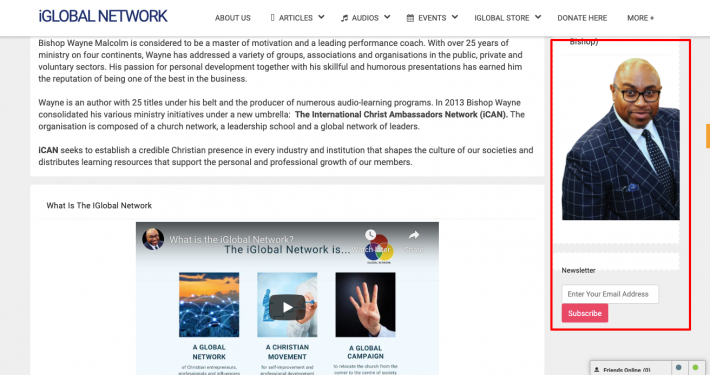 iGLOBAL NETWORK
ABOUT US
ARTICLES
AUDIOS
EVENTS
IGLOBAL STORE
DONATE HERE
MORE +
Bishop Wayne Malcolm is considered to be a master of motivation and a leading performance coach. With over 25 years of
ministry on four continents, Wayne has addressed a variety of groups, associations and organisations in the public, private and
voluntary sectors. His passion for personal development together with his skillful and humorous presentations has earned him
the reputation of being one of the best in the business.
Wayne is an author with 25 titles under his belt and the producer of numerous audio-learning programs. In 2013 Bishop Wayne
consolidated his various ministry initiatives under a new umbrella: The International Christ Ambassadors Network (iCAN). The
organisation is composed of a church network, a leadership school and a global network of leaders.
iCAN seeks to establish a credible Christian presence in every industry and institution that shapes the culture of our societies and
distributes learning resources that support the personal and professional growth of our members.
What Is The IGlobal Network
What is the iGlobal Network?
Watch later
Share
The iGlobal Network is...
A GLOBAL
NETWORK
of Christian entrepreneurs,
professionals and influencers
A CHRISTIAN
MOVEMENT
for self-improvement and
professional development
A GLOBAL
CAMPAIGN
to relocate the church from the
corner to the centre of society
Bishop)
Newsletter
Enter Your Email Address
Subscribe
Friends Online (0)